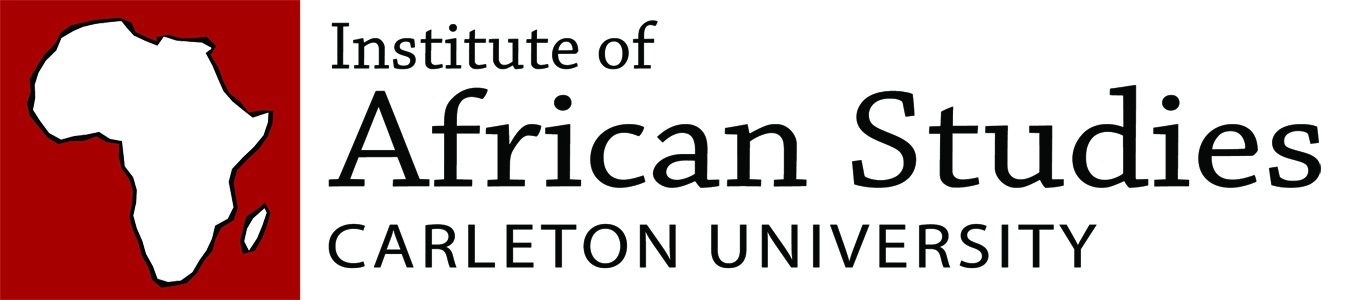 Institute of
African Studies
CARLETON UNIVERSITY